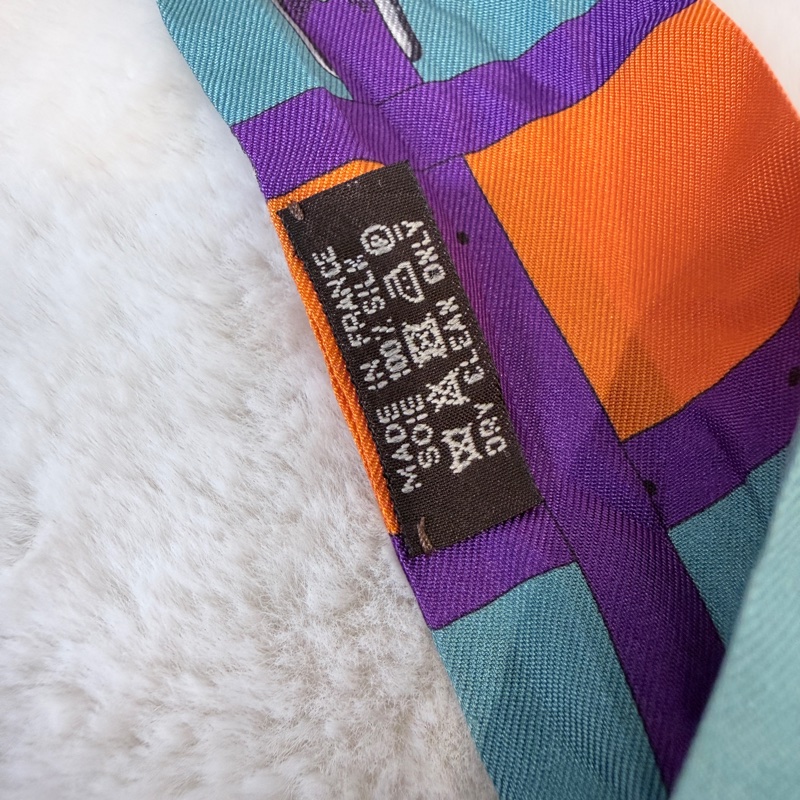 MADE IN FRANCE
SOIE 100% SILK
P
DRY CLEAN ONLY